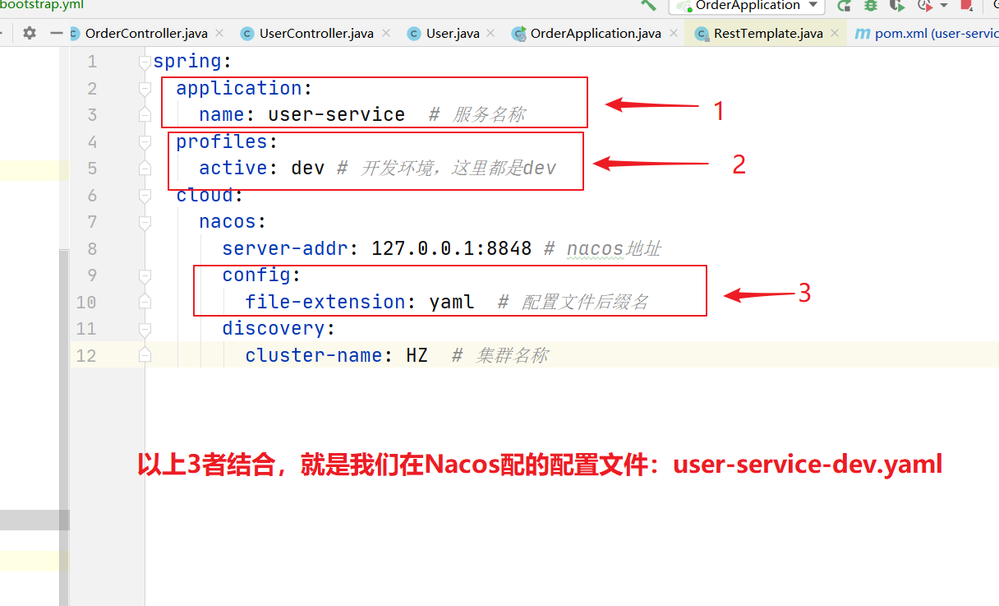 bootstrap.yml
OrderApplication
OrderController.java
UserController.java
User.java
OrderApplication.java
RestTemplate.java
pom.xml (user-servic
1 spring:
2 application:
3 name: user-service # 服务名称
1
4 profiles:
5 active: dev # 开发环境，这里都是dev
2
6 cloud:
7 nacos:
8 server-addr: 127.0.0.1:8848 # nacos地址
9 config:
10 file-extension: yaml # 配置文件后缀名
3
11 discovery:
12 cluster-name: HZ # 集群名称
以上3者结合，就是我们在Nacos配的配置文件：user-service-dev.yaml